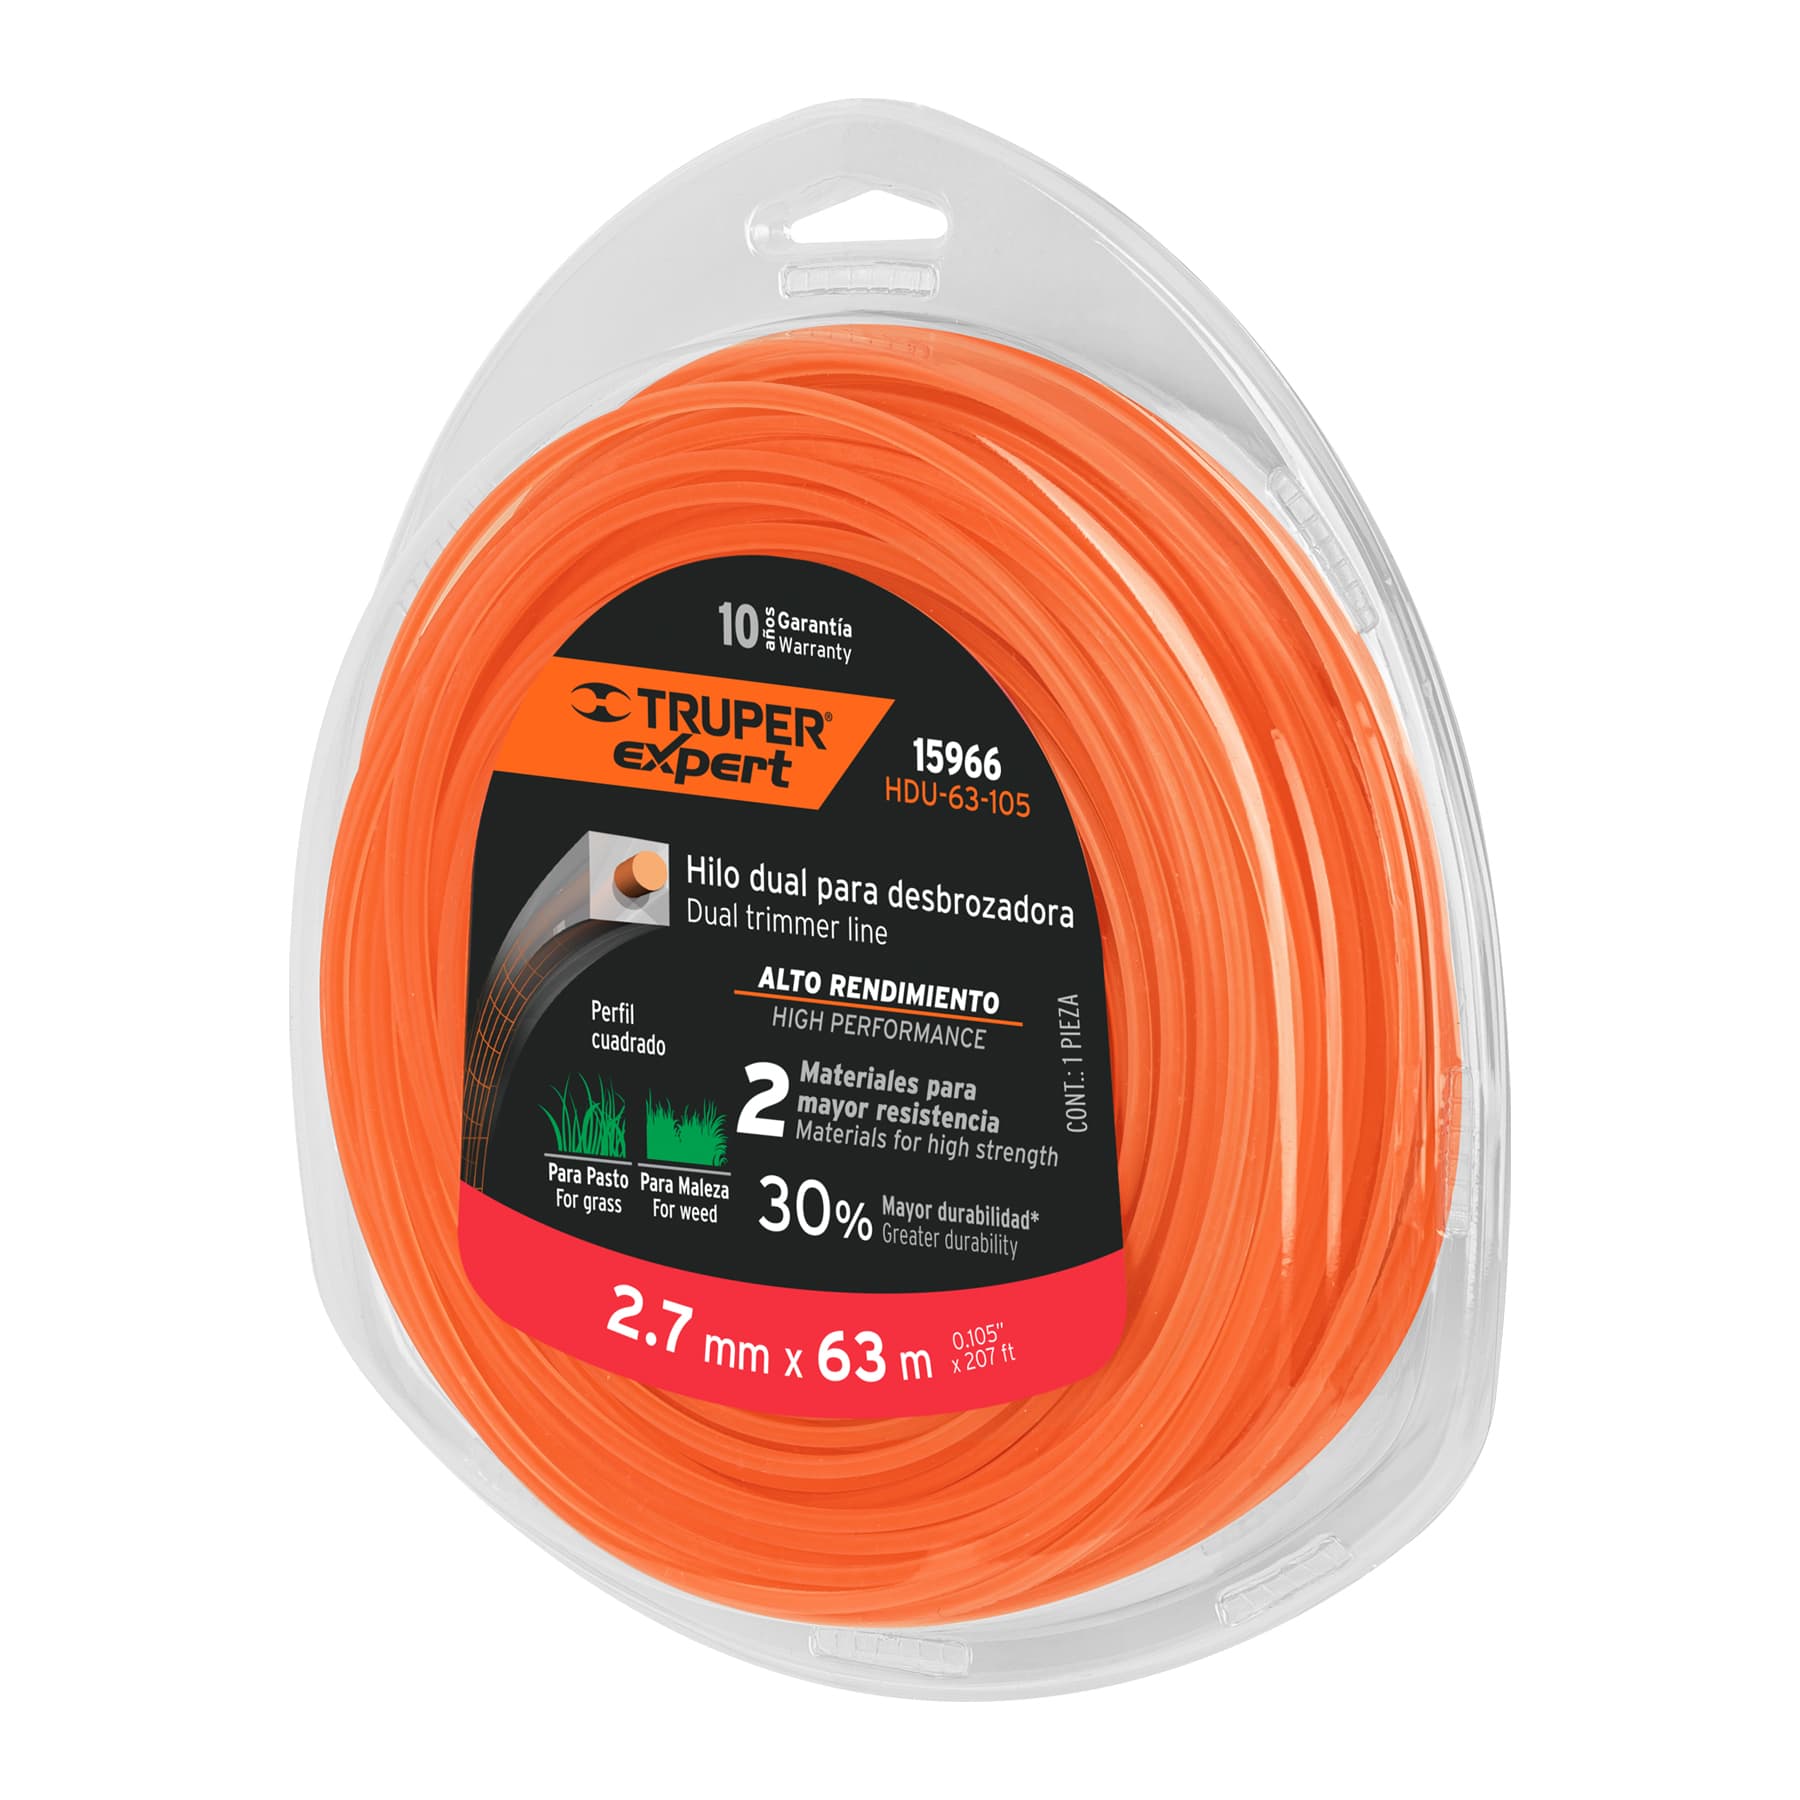 10 años Garantía
Warranty
TRUPER®
expert
15966
HDU-63-105
Hilo dual para desbrozadora
Dual trimmer line
ALTO RENDIMIENTO
HIGH PERFORMANCE
Perfil
cuadrado
2 Materiales para
mayor resistencia
Materials for high strength
CONT.: 1 PIEZA
Para Pasto
For grass
Para Maleza
For weed
30% Mayor durabilidad*
Greater durability
2.7 mm x 63 m
0.105"
x 207 ft